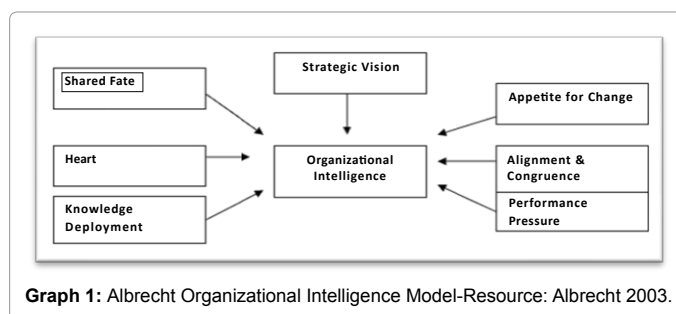 Strategic Vision
Shared Fate
Appetite for Change
Heart
Organizational
Intelligence
Alignment &
Congruence
Knowledge
Deployment
Performance
Pressure
Graph 1: Albrecht Organizational Intelligence Model-Resource: Albrecht 2003.